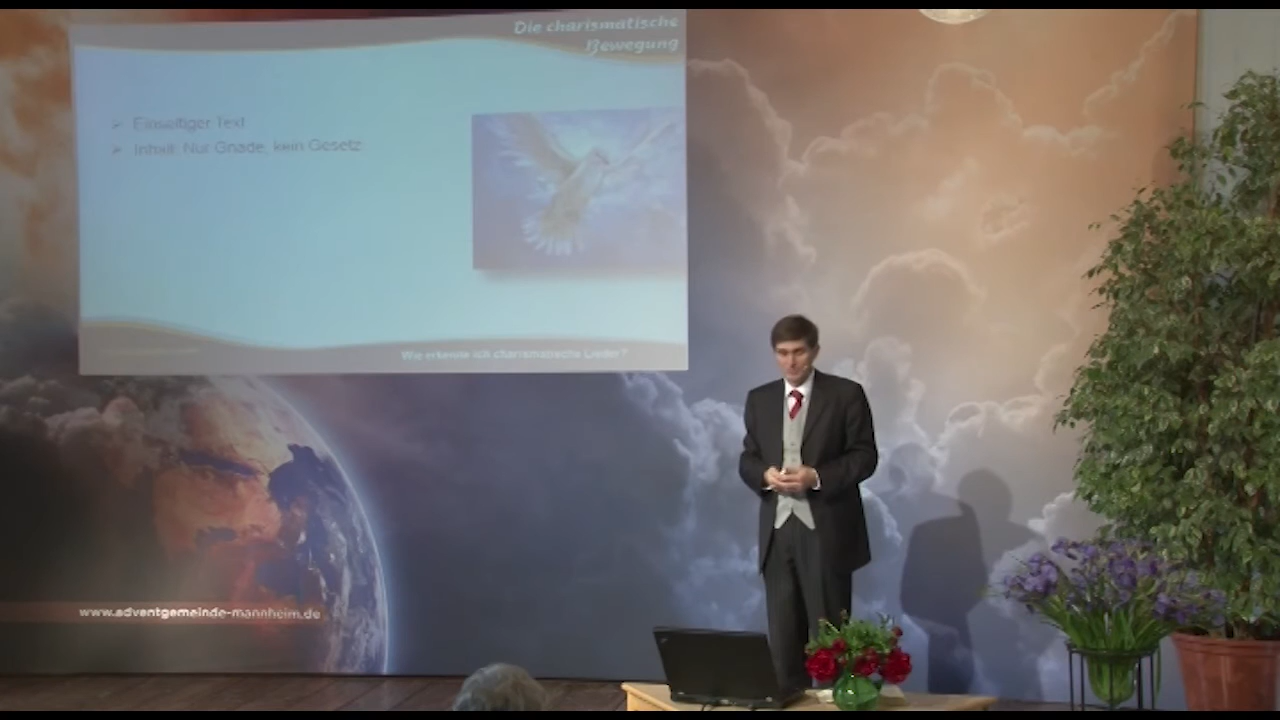 Die charismatische
Bewegung
➢ Einseitiger Text
➢ Inhalt: Nur Gnade, kein Gesetz
Wie erkenne ich charismatische Lieder?
www.adventgemeinde-mannheim.de